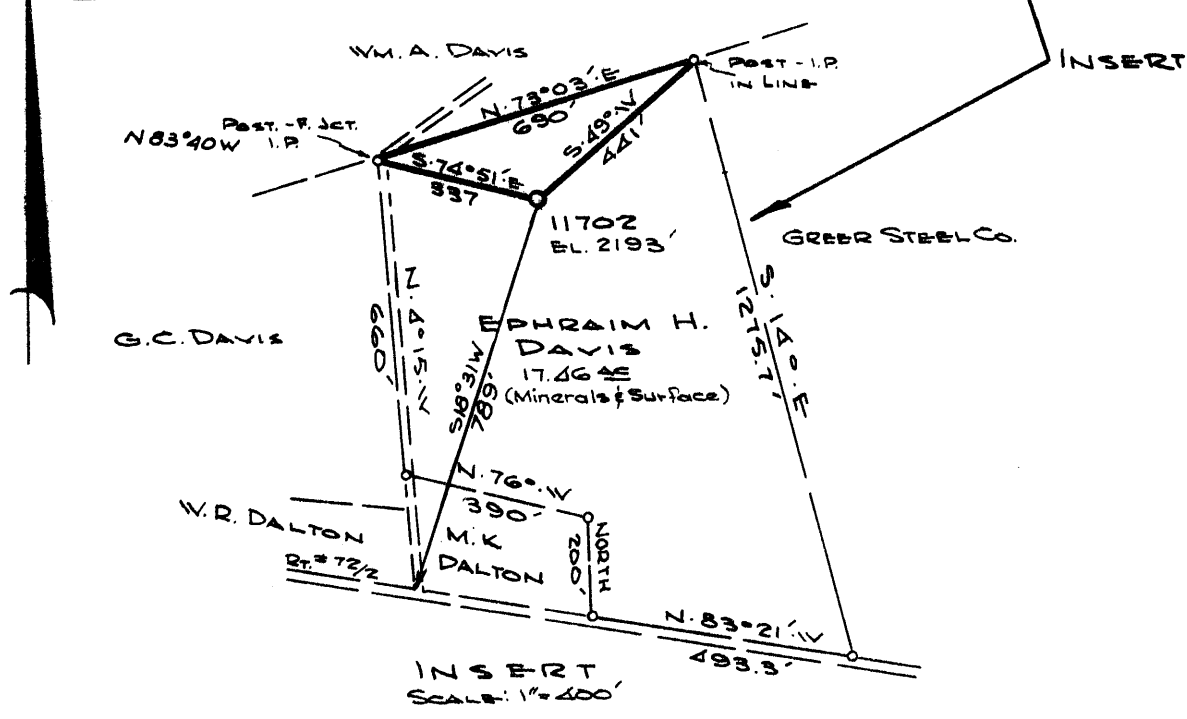 WM. A. DAVIS
POST - I.P.
IN LINE
INSERT
N. 73°03'.E
690'
S.49°.W
441'
POST.-F. JCT.
I.P.
N83°40W
S.74°51'.E
337
11702
EL. 2193'
GREER STEEL CO.
N.4°15.W
660'
S.14°.E
1275.7'
G.C. DAVIS
EPHRAIM H.
DAVIS
17.46 AC
(Minerals & Surface)
S18°31W
789'
N.76°.W
390'
W.R. DALTON
M.K
DALTON
NORTH
200'
RT. #72/2
N.83°21'.W
493.3'
INSERT
SCALE: 1"=400'